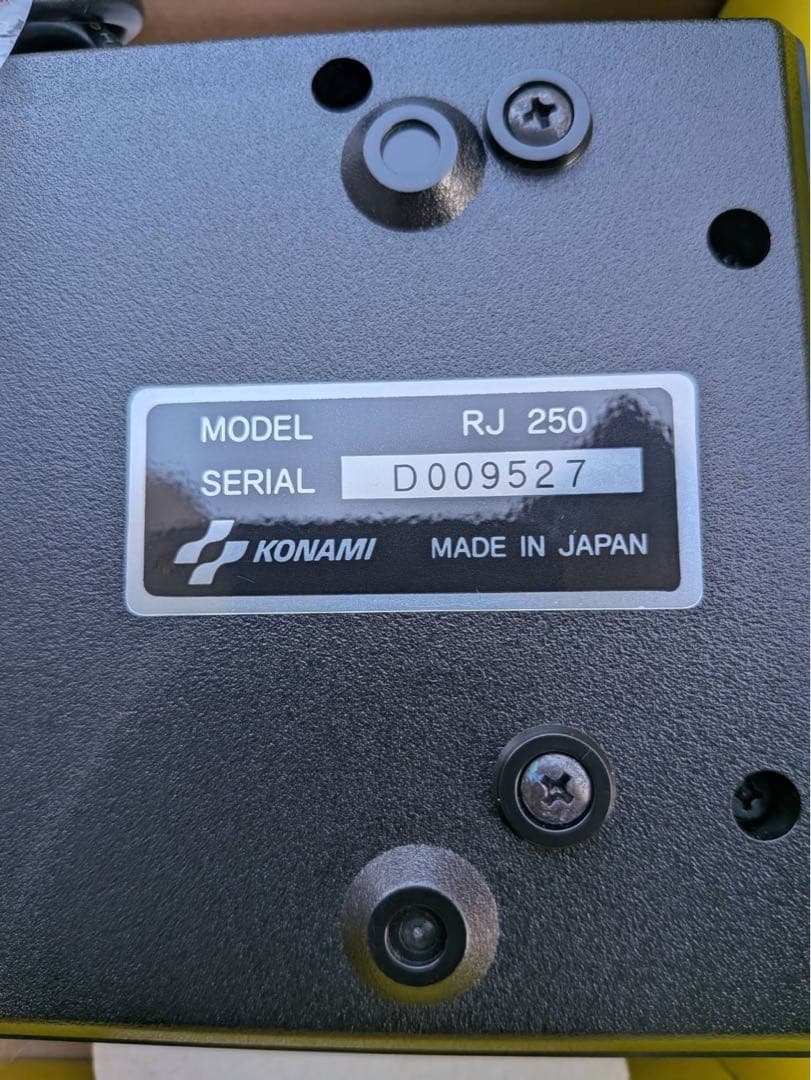 MODEL RJ 250
SERIAL D009527
KONAMI MADE IN JAPAN